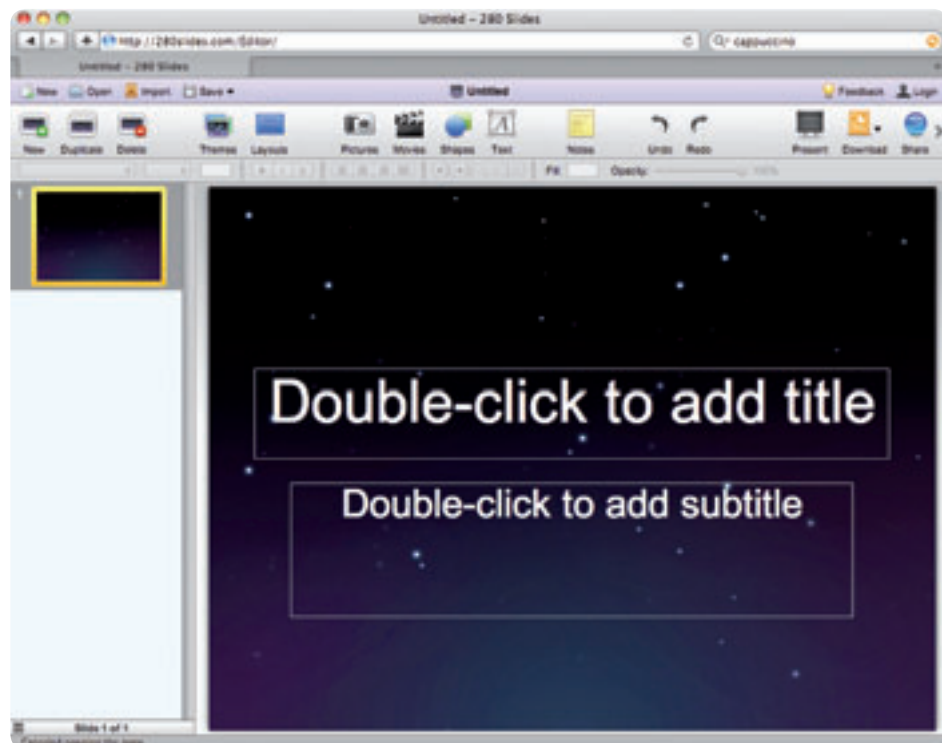 Untitled – 280 Slides
http://280slides.com/Editor/
cappuccino
Untitled – 280 Slides
New Open Import Save Untitled Feedback Login
New Duplicate Delete Themes Layouts Pictures Movies Shapes Text Notes Undo Redo Present Download Share
Fill Opacity 100%
1
Double-click to add title
Double-click to add subtitle
Slide 1 of 1